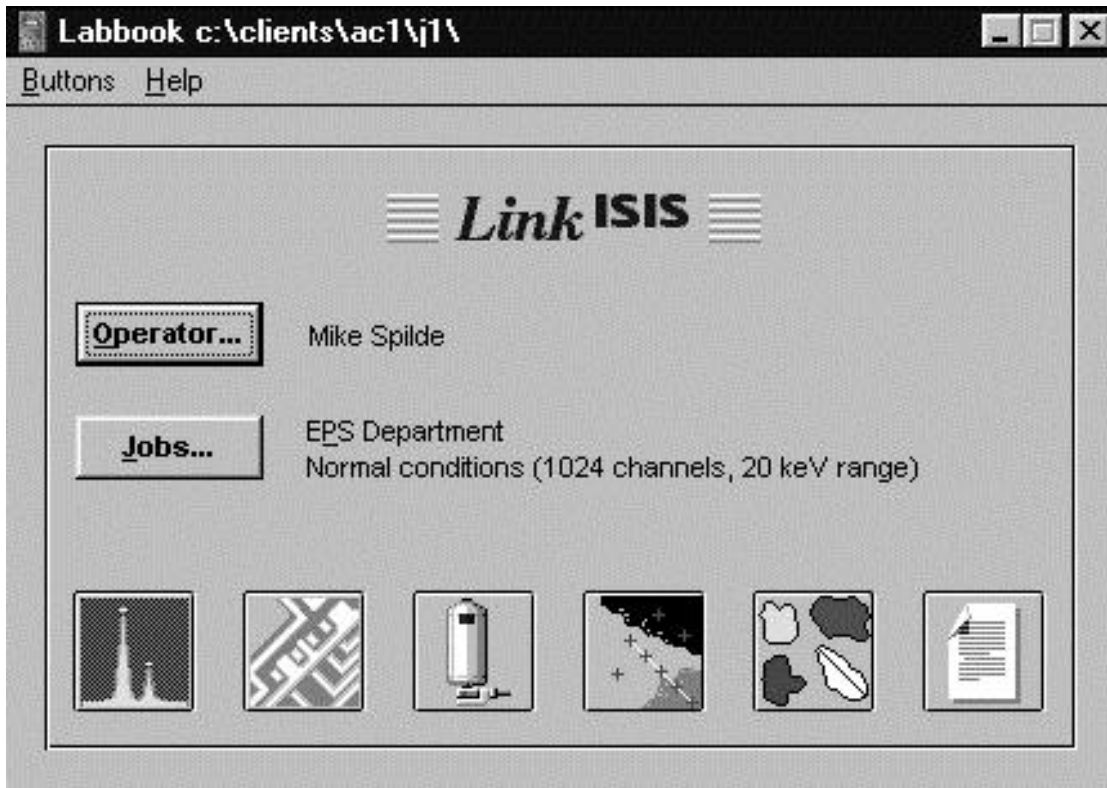 Labbook c:\clients\ac1\j1\
Buttons Help
Link ISIS
Operator... Mike Spilde
Jobs... EPS Department
Normal conditions (1024 channels, 20 keV range)